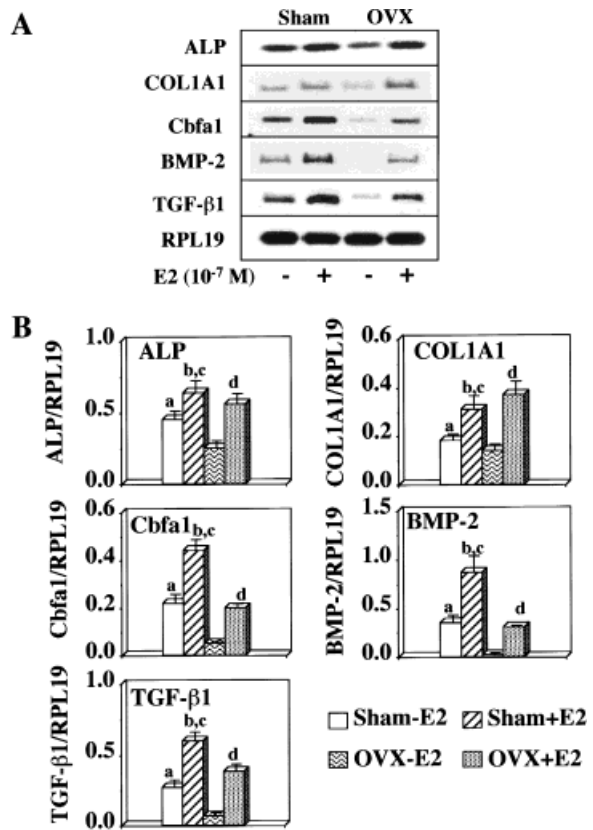 A
Sham OVX
ALP
COL1A1
Cbfa1
BMP-2
TGF-β1
RPL19
E2 (10⁻⁷ M) - + - +
B
ALP/RPL19
1.0
0.5
0.0
ALP
a
b,c
d
COL1A1/RPL19
0.6
0.4
0.2
0.0
COL1A1
a
b,c
d
Cbfa1/RPL19
0.6
0.4
0.2
0.0
Cbfa1
a
b,c
d
BMP-2/RPL19
1.5
1.0
0.5
0.0
BMP-2
a
b,c
d
TGF-β1/RPL19
1.0
0.5
0.0
TGF-β1
a
b,c
d
Sham-E2 Sham+E2
OVX-E2 OVX+E2